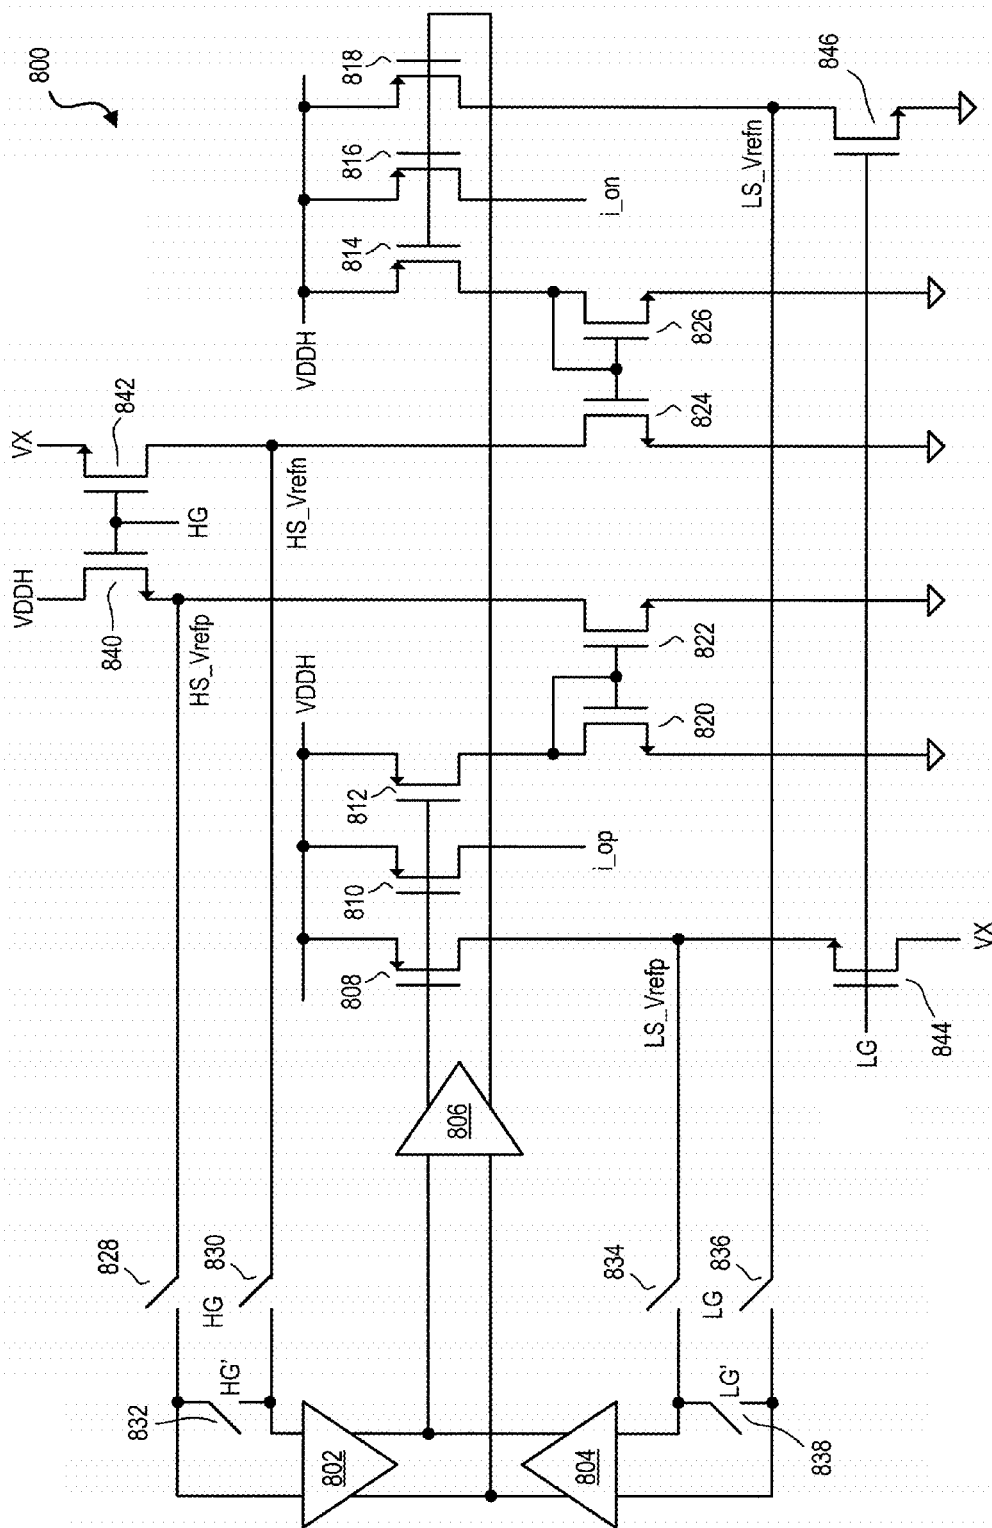 800
818
816
814
VDDH
i_on
LS_Vrefn
846
826
824
VX
842
HG
HS_Vrefn
VDDH
840
HS_Vrefp
822
820
VDDH
812
810
808
i_op
LS_Vrefp
VX
844
LG
806
828
830
HG
834
836
LG
832
HG'
802
804
LG'
838